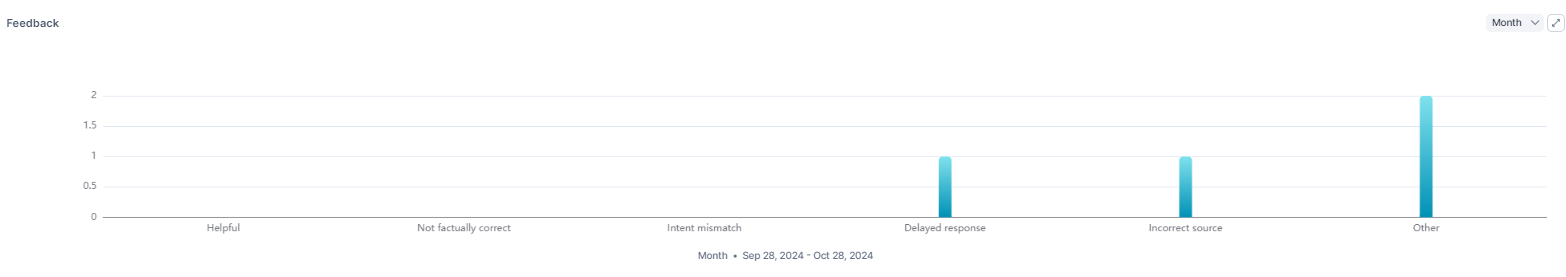 Feedback
Month
2
1.5
1
0.5
0
Helpful Not factually correct Intent mismatch Delayed response Incorrect source Other
Month • Sep 28, 2024 - Oct 28, 2024